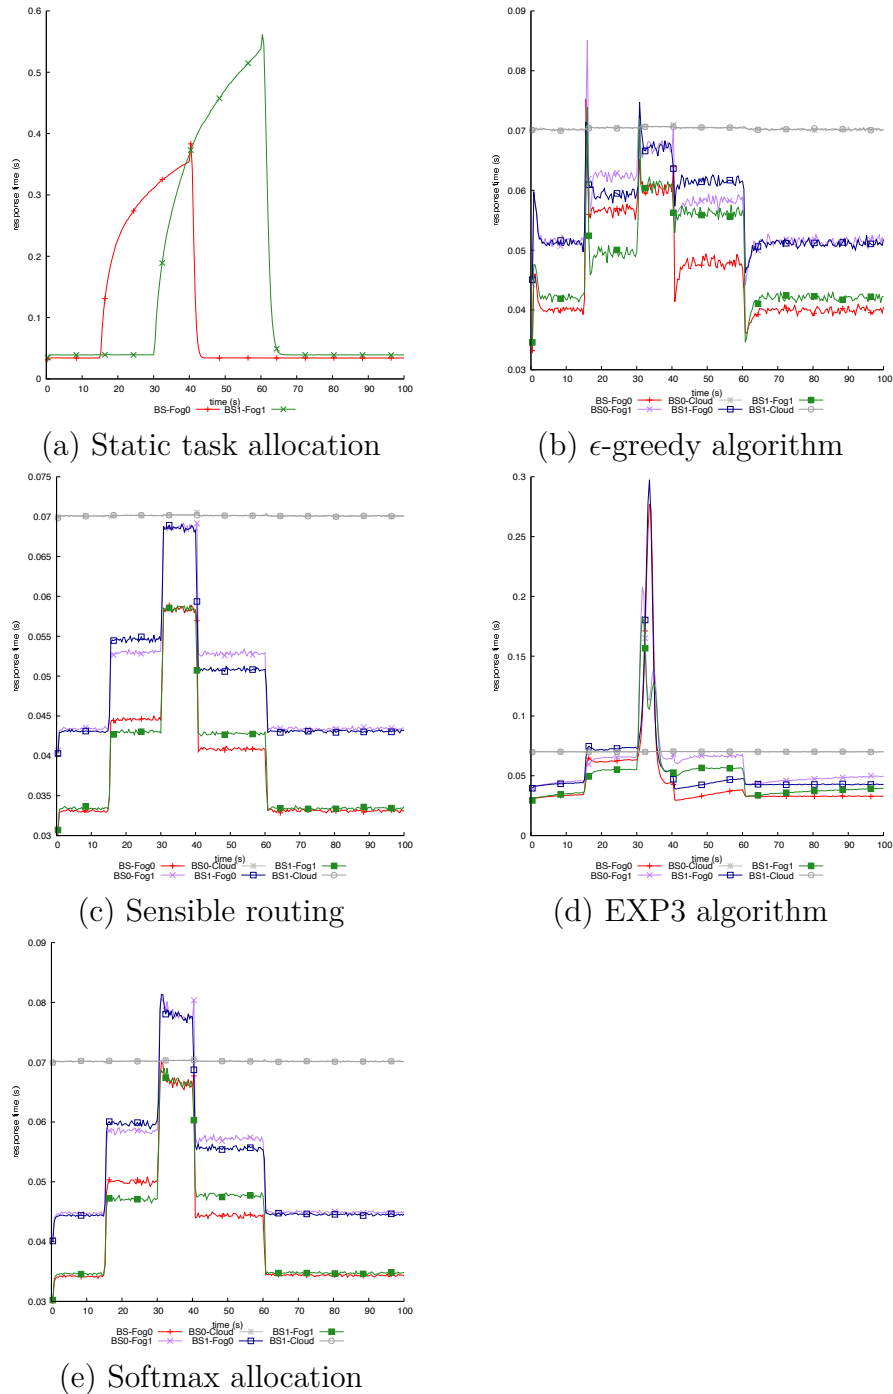 0.6
0.5
0.4
0.3
0.2
0.1
0
response time (s)
0 10 20 30 40 50 60 70 80 90 100
time (s)
BS-Fog0 BS1-Fog1
(a) Static task allocation
0.09
0.08
0.07
0.06
0.05
0.04
0.03
response time (s)
0 10 20 30 40 50 60 70 80 90 100
time (s)
BS-Fog0 BS0-Cloud BS1-Fog1
BS0-Fog1 BS1-Fog0 BS1-Cloud
(b) ϵ-greedy algorithm
0.075
0.07
0.065
0.06
0.055
0.05
0.045
0.04
0.035
0.03
response time (s)
0 10 20 30 40 50 60 70 80 90 100
time (s)
BS-Fog0 BS0-Cloud BS1-Fog1
BS0-Fog1 BS1-Fog0 BS1-Cloud
(c) Sensible routing
0.3
0.25
0.2
0.15
0.1
0.05
0
response time (s)
0 10 20 30 40 50 60 70 80 90 100
time (s)
BS-Fog0 BS0-Cloud BS1-Fog1
BS0-Fog1 BS1-Fog0 BS1-Cloud
(d) EXP3 algorithm
0.09
0.08
0.07
0.06
0.05
0.04
0.03
response time (s)
0 10 20 30 40 50 60 70 80 90 100
time (s)
BS-Fog0 BS0-Cloud BS1-Fog1
BS0-Fog1 BS1-Fog0 BS1-Cloud
(e) Softmax allocation